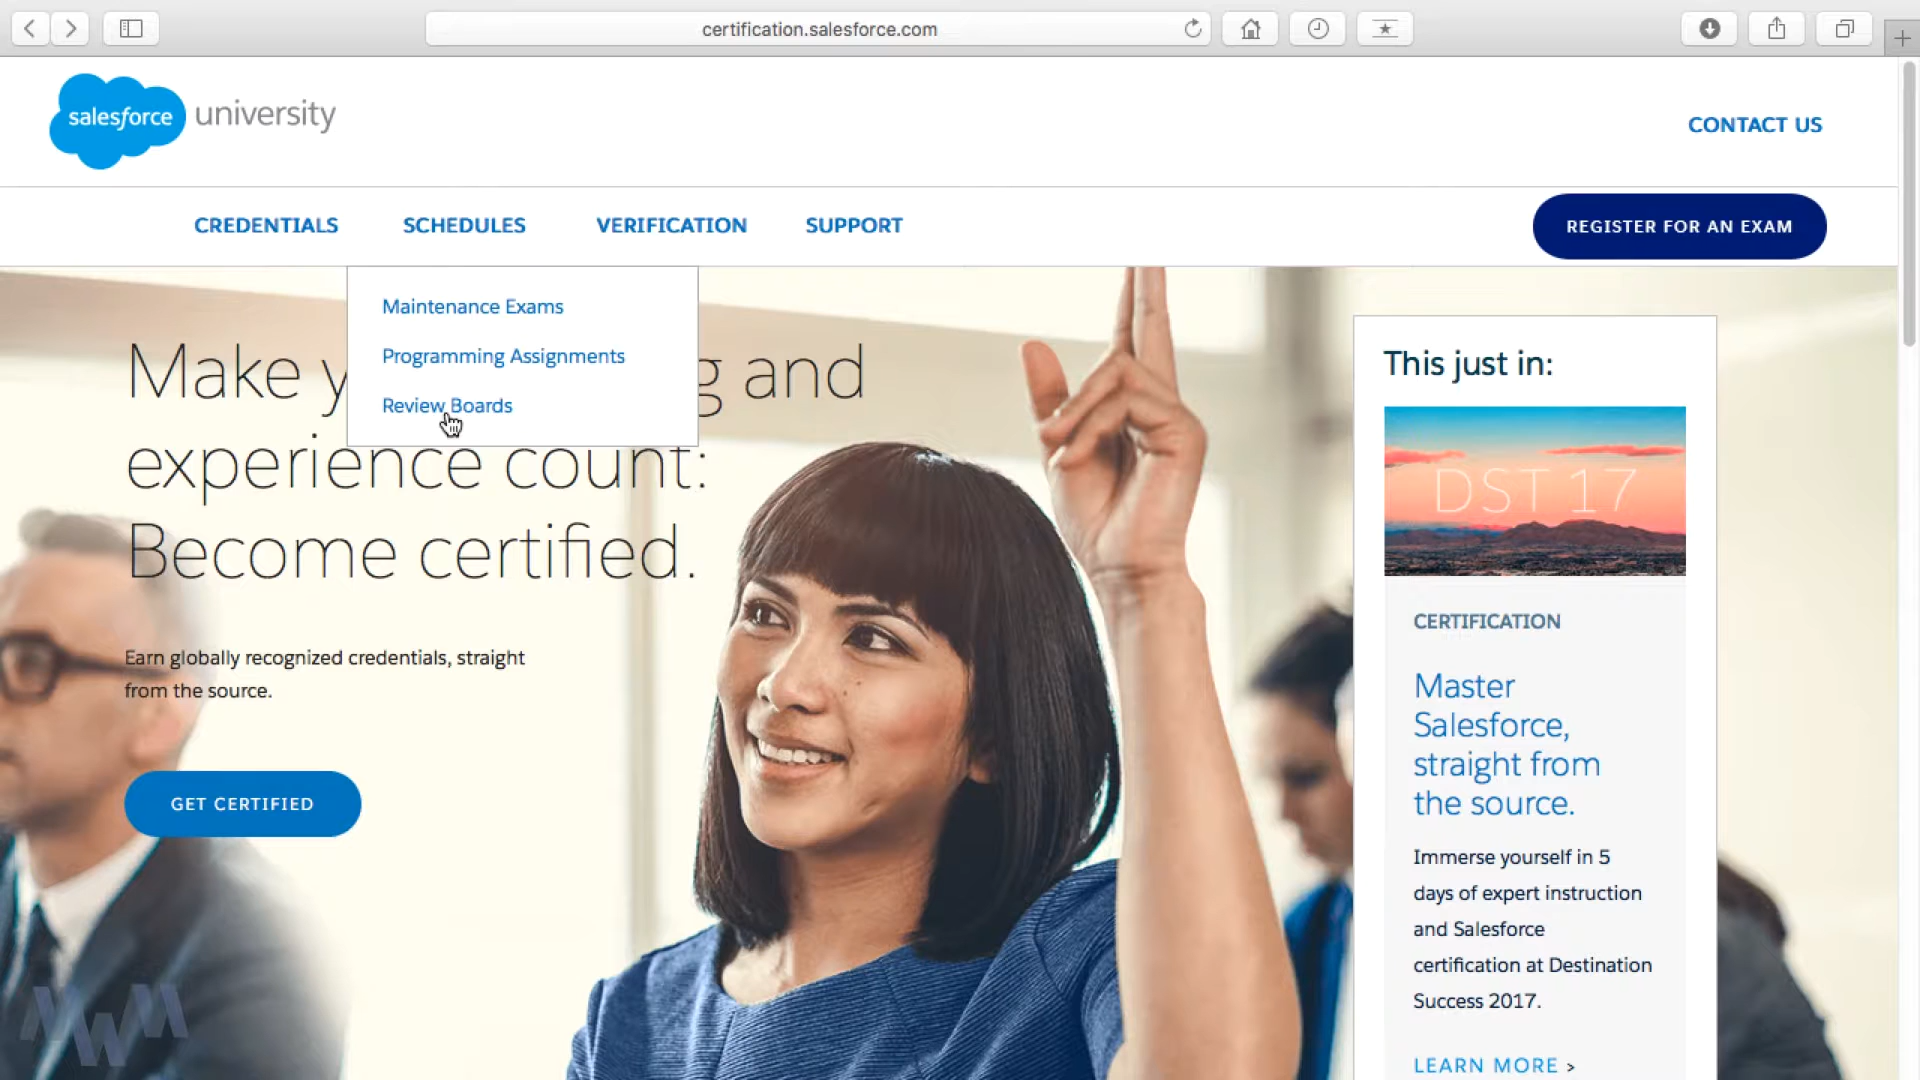 certification.salesforce.com
salesforce university
CONTACT US
CREDENTIALS SCHEDULES VERIFICATION SUPPORT
REGISTER FOR AN EXAM
Maintenance Exams
Programming Assignments
Review Boards
Make y g and
experience count:
Become certified.
Earn globally recognized credentials, straight
from the source.
GET CERTIFIED
This just in:
DST 17
CERTIFICATION
Master
Salesforce,
straight from
the source.
Immerse yourself in 5
days of expert instruction
and Salesforce
certification at Destination
Success 2017.
LEARN MORE >